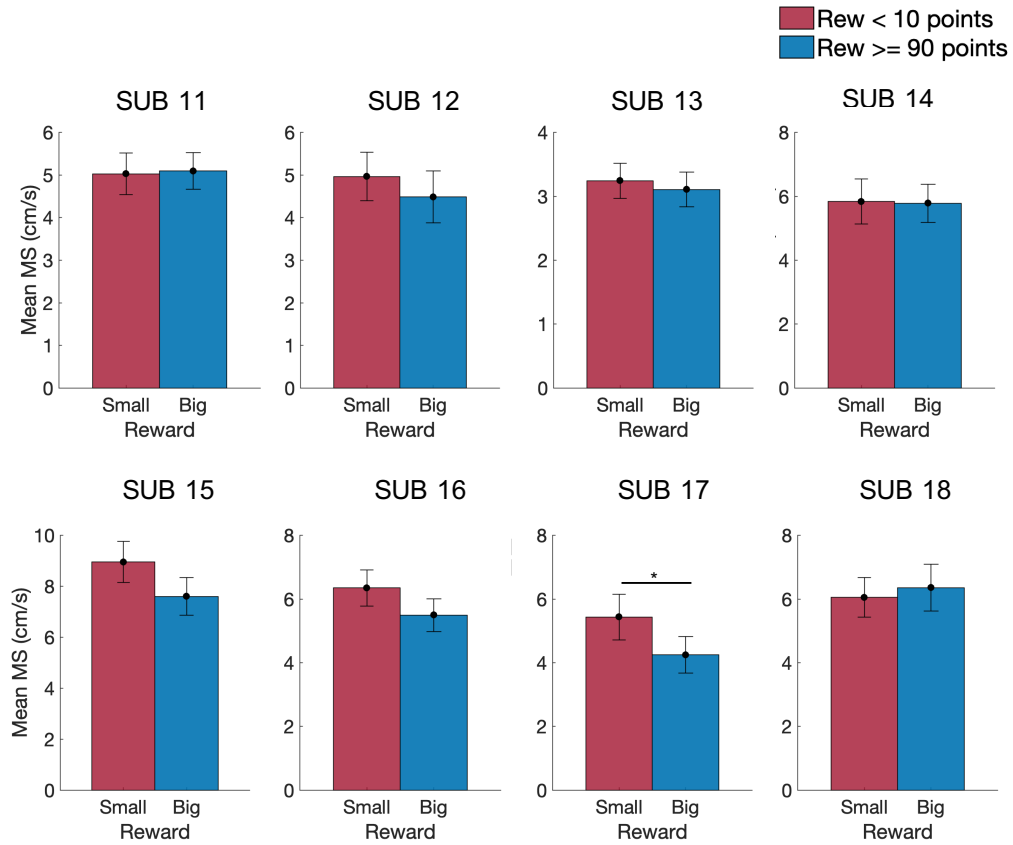 Rew < 10 points
Rew >= 90 points
SUB 11
SUB 12
SUB 13
SUB 14
Mean MS (cm/s)
6
5
4
3
2
1
0
Small Big
Reward
6
5
4
3
2
1
0
Small Big
Reward
4
3
2
1
0
Small Big
Reward
8
6
4
2
0
Small Big
Reward
SUB 15
SUB 16
SUB 17
SUB 18
Mean MS (cm/s)
10
8
6
4
2
0
Small Big
Reward
8
6
4
2
0
Small Big
Reward
8
6
4
2
0
*
Small Big
Reward
8
6
4
2
0
Small Big
Reward